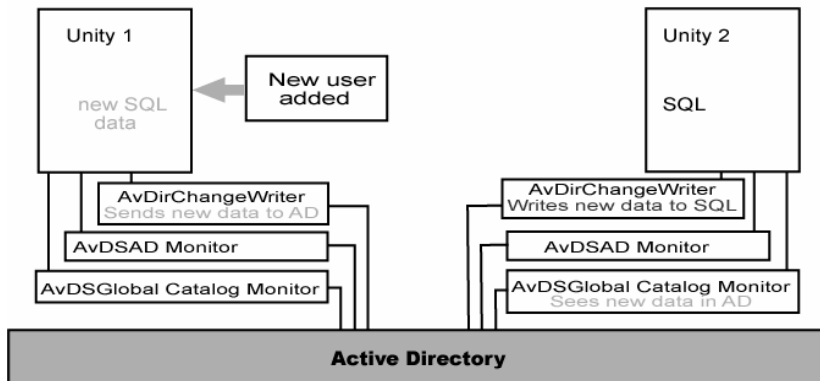 Unity 1
new SQL
data
New user
added
Unity 2
SQL
AvDirChangeWriter
Sends new data to AD
AvDSAD Monitor
AvDSGlobal Catalog Monitor
AvDirChangeWriter
Writes new data to SQL
AvDSAD Monitor
AvDSGlobal Catalog Monitor
Sees new data in AD
Active Directory